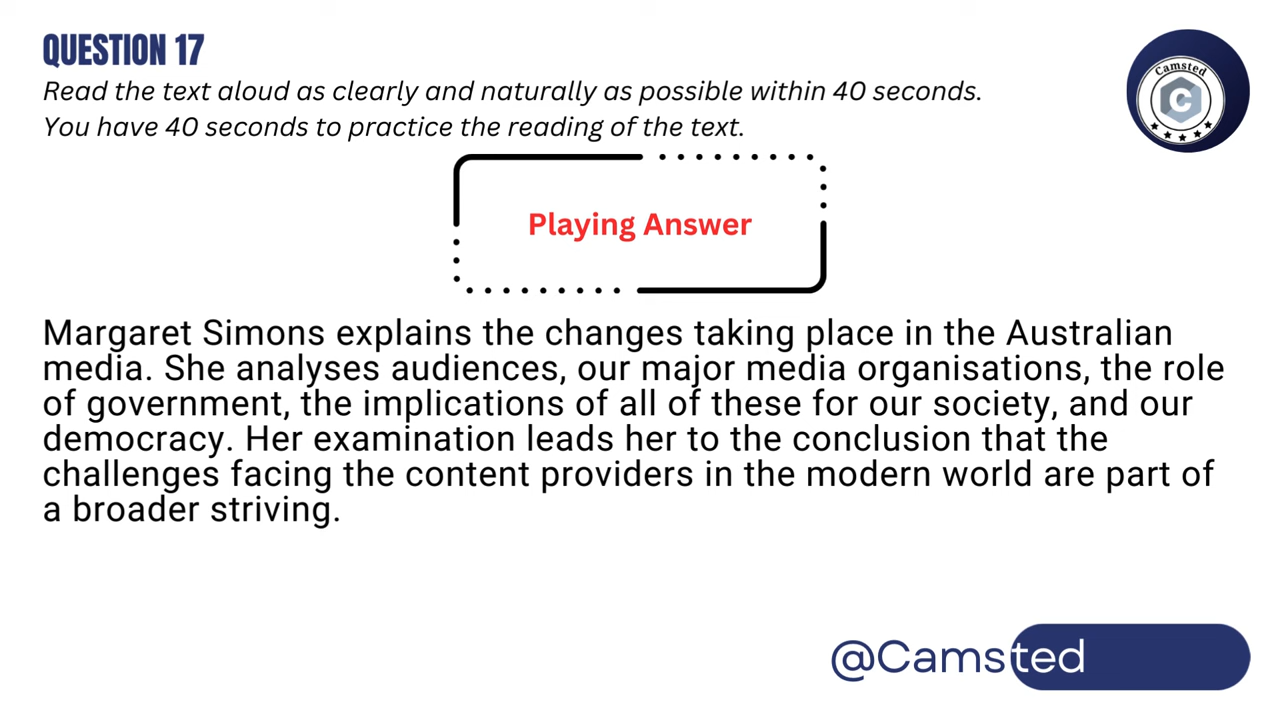 QUESTION 17
Read the text aloud as clearly and naturally as possible within 40 seconds.
You have 40 seconds to practice the reading of the text.
Camsted
C
Playing Answer
Margaret Simons explains the changes taking place in the Australian
media. She analyses audiences, our major media organisations, the role
of government, the implications of all of these for our society, and our
democracy. Her examination leads her to the conclusion that the
challenges facing the content providers in the modern world are part of
a broader striving.
@Camsted